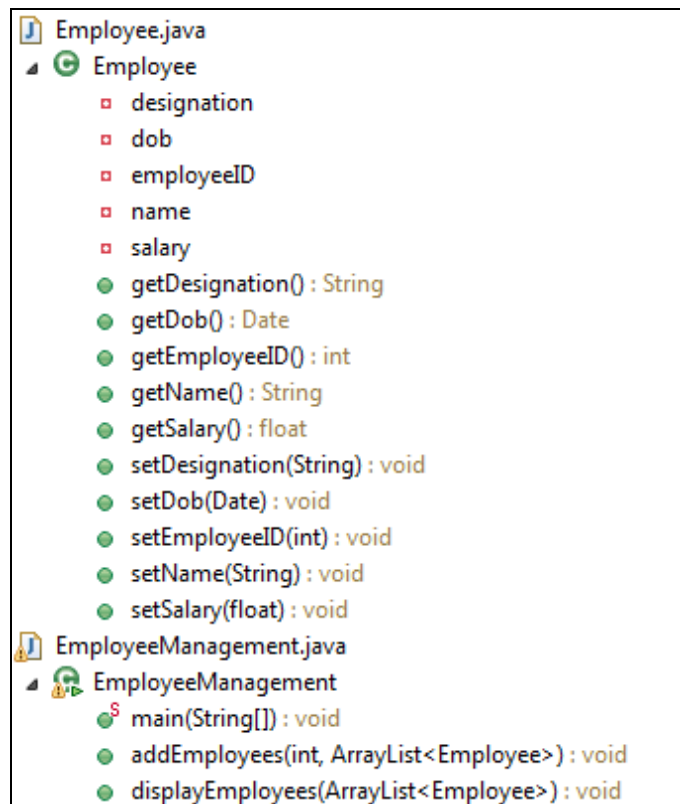 Employee.java
Employee
designation
dob
employeeID
name
salary
getDesignation() : String
getDob() : Date
getEmployeeID() : int
getName() : String
getSalary() : float
setDesignation(String) : void
setDob(Date) : void
setEmployeeID(int) : void
setName(String) : void
setSalary(float) : void
EmployeeManagement.java
EmployeeManagement
main(String[]) : void
addEmployees(int, ArrayList<Employee>) : void
displayEmployees(ArrayList<Employee>) : void